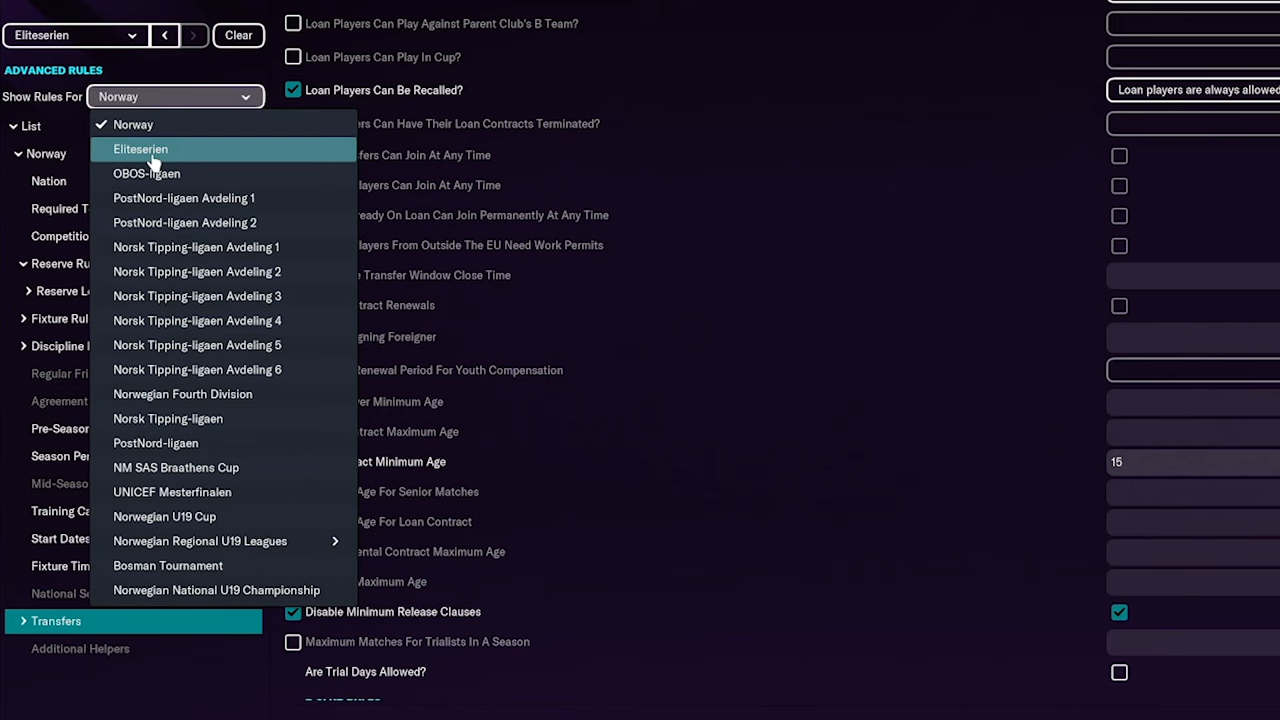 Eliteserien
Clear
ADVANCED RULES
Show Rules For Norway
List
Norway
Nation
Required T
Competitio
Reserve Ru
Reserve L
Fixture Rul
Discipline
Regular Fri
Agreement
Pre-Season
Season Per
Mid-Seaso
Training Ca
Start Dates
Fixture Tim
National Se
Transfers
Additional Helpers
Norway
Eliteserien
OBOS-ligaen
PostNord-ligaen Avdeling 1
PostNord-ligaen Avdeling 2
Norsk Tipping-ligaen Avdeling 1
Norsk Tipping-ligaen Avdeling 2
Norsk Tipping-ligaen Avdeling 3
Norsk Tipping-ligaen Avdeling 4
Norsk Tipping-ligaen Avdeling 5
Norsk Tipping-ligaen Avdeling 6
Norwegian Fourth Division
Norsk Tipping-ligaen
PostNord-ligaen
NM SAS Braathens Cup
UNICEF Mesterfinalen
Norwegian U19 Cup
Norwegian Regional U19 Leagues
Bosman Tournament
Norwegian National U19 Championship
Loan Players Can Play Against Parent Club's B Team?
Loan Players Can Play In Cup?
Loan Players Can Be Recalled? Loan players are always allowed
ers Can Have Their Loan Contracts Terminated?
sfers Can Join At Any Time
ayers Can Join At Any Time
eady On Loan Can Join Permanently At Any Time
ayers From Outside The EU Need Work Permits
e Transfer Window Close Time
tract Renewals
gning Foreigner
enewal Period For Youth Compensation
er Minimum Age
tract Maximum Age
act Minimum Age 15
Age For Senior Matches
Age For Loan Contract
ental Contract Maximum Age
Maximum Age
Disable Minimum Release Clauses
Maximum Matches For Trialists In A Season
Are Trial Days Allowed?